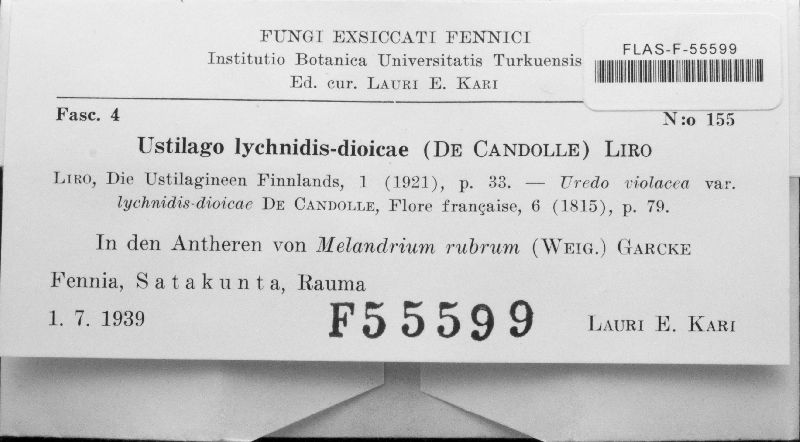 FUNGI EXSICCATI FENNICI
Institutio Botanica Universitatis Turkuensis
Ed. cur. LAURI E. KARI
FLAS-F-55599
Fasc. 4
N:o 155
Ustilago lychnidis-dioicae (DE CANDOLLE) LIRO
LIRO, Die Ustilagineen Finnlands, 1 (1921), p. 33. — Uredo violacea var.
lychnidis-dioicae DE CANDOLLE, Flore française, 6 (1815), p. 79.
In den Antheren von Melandrium rubrum (WEIG.) GARCKE
Fennia, Satakunta, Rauma
1. 7. 1939
F55599
LAURI E. KARI